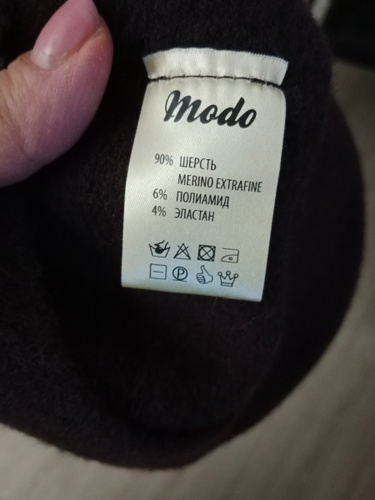 modo
90% ШЕРСТЬ
MERINO EXTRAFINE
6% ПОЛИАМИД
4% ЭЛАСТАН
P